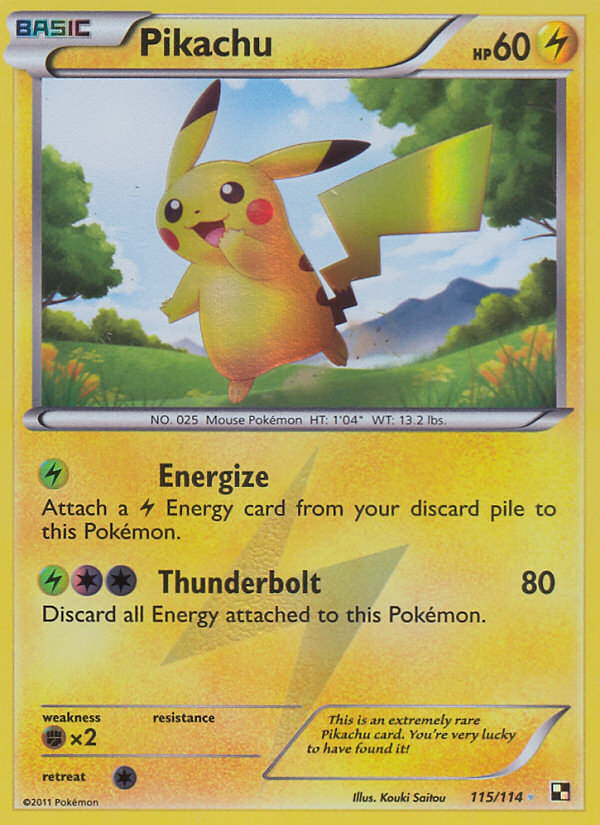 BASIC
Pikachu
HP60
NO. 025 Mouse Pokémon HT: 1'04" WT: 13.2 lbs.
Energize
Attach a Energy card from your discard pile to
this Pokémon.
Thunderbolt 80
Discard all Energy attached to this Pokémon.
weakness resistance
×2
retreat
This is an extremely rare
Pikachu card. You're very lucky
to have found it!
©2011 Pokémon
Illus. Kouki Saitou
115/114